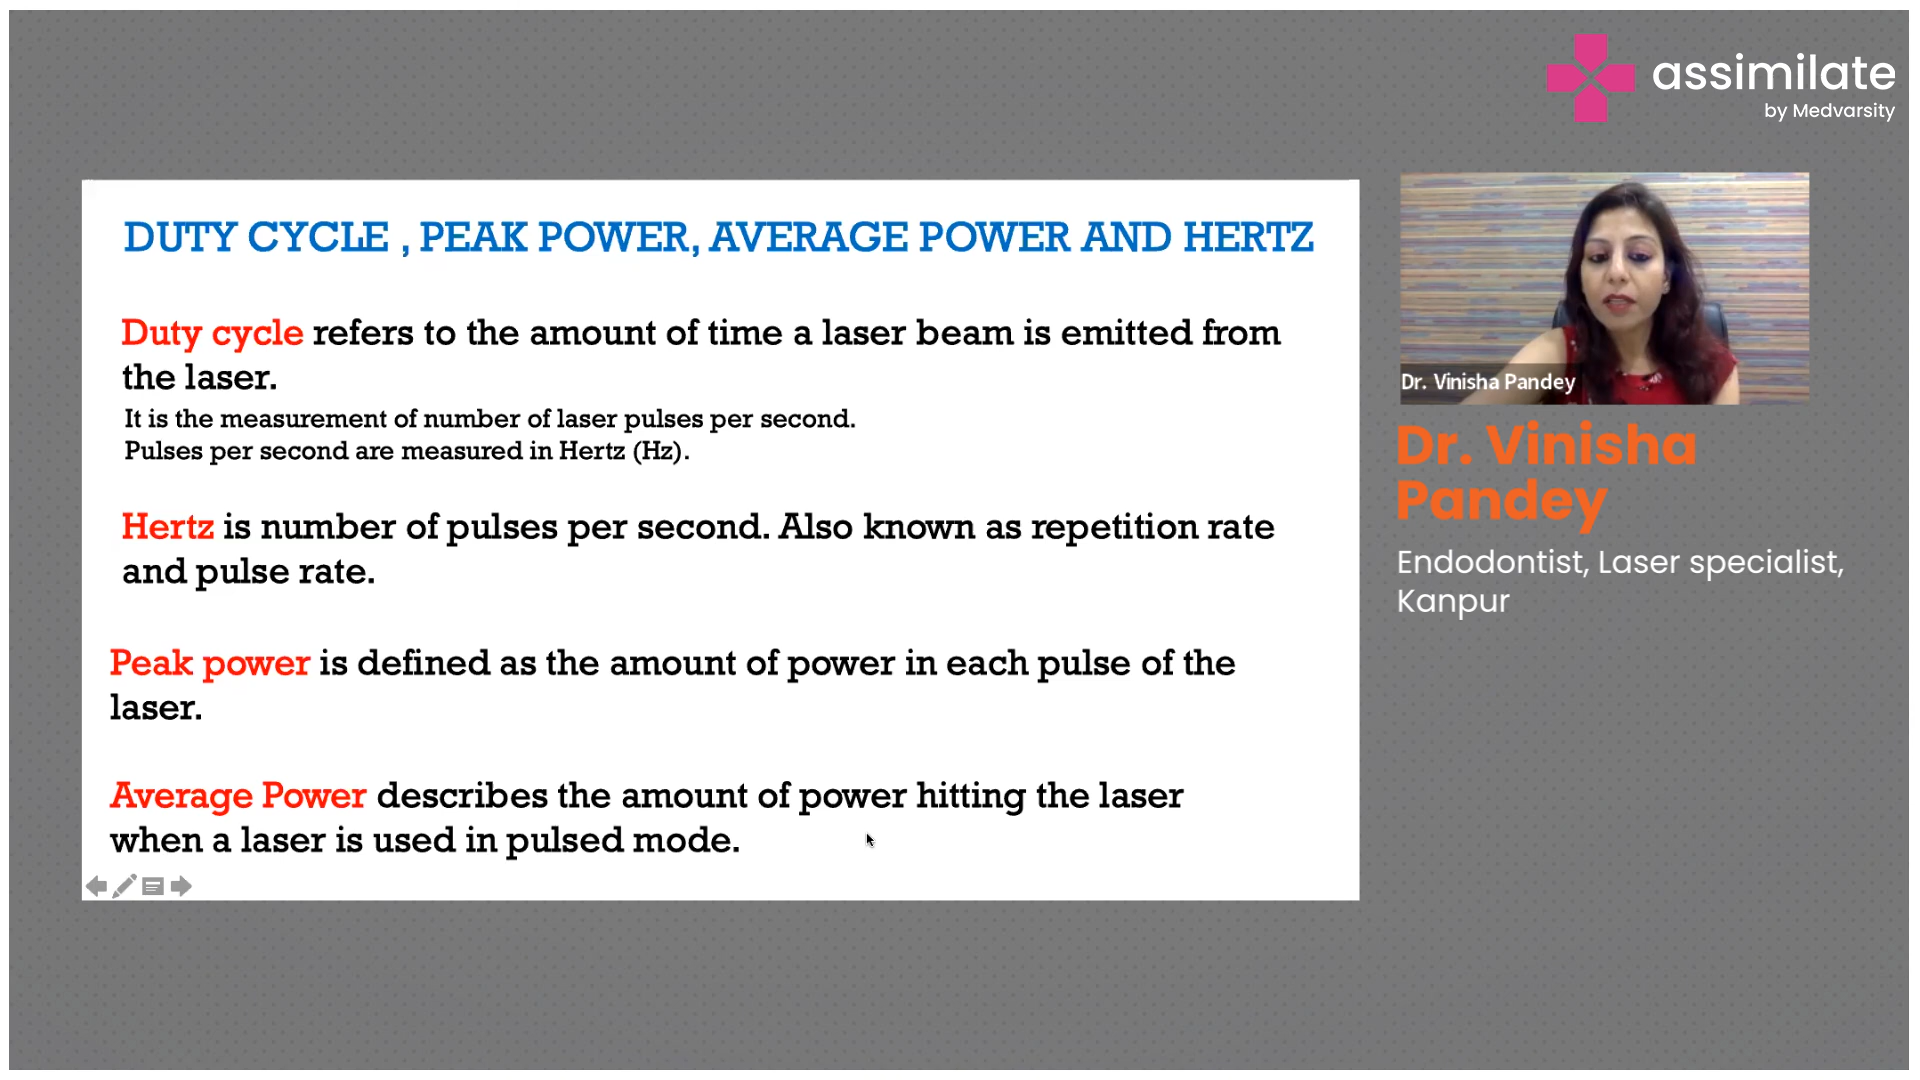 assimilate
by Medvarsity
DUTY CYCLE , PEAK POWER, AVERAGE POWER AND HERTZ
Duty cycle refers to the amount of time a laser beam is emitted from
the laser.
It is the measurement of number of laser pulses per second.
Pulses per second are measured in Hertz (Hz).
Hertz is number of pulses per second. Also known as repetition rate
and pulse rate.
Peak power is defined as the amount of power in each pulse of the
laser.
Average Power describes the amount of power hitting the laser
when a laser is used in pulsed mode.
Dr. Vinisha Pandey
Dr. Vinisha
Pandey
Endodontist, Laser specialist,
Kanpur